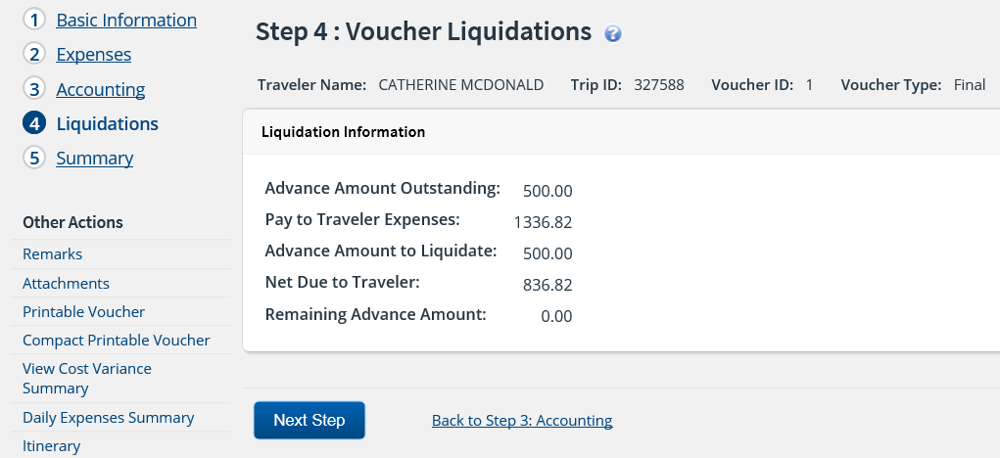 1 Basic Information
2 Expenses
3 Accounting
4 Liquidations
5 Summary
Other Actions
Remarks
Attachments
Printable Voucher
Compact Printable Voucher
View Cost Variance
Summary
Daily Expenses Summary
Itinerary
Step 4 : Voucher Liquidations ?
Traveler Name: CATHERINE MCDONALD Trip ID: 327588 Voucher ID: 1 Voucher Type: Final
Liquidation Information
Advance Amount Outstanding: 500.00
Pay to Traveler Expenses: 1336.82
Advance Amount to Liquidate: 500.00
Net Due to Traveler: 836.82
Remaining Advance Amount: 0.00
Next Step Back to Step 3: Accounting